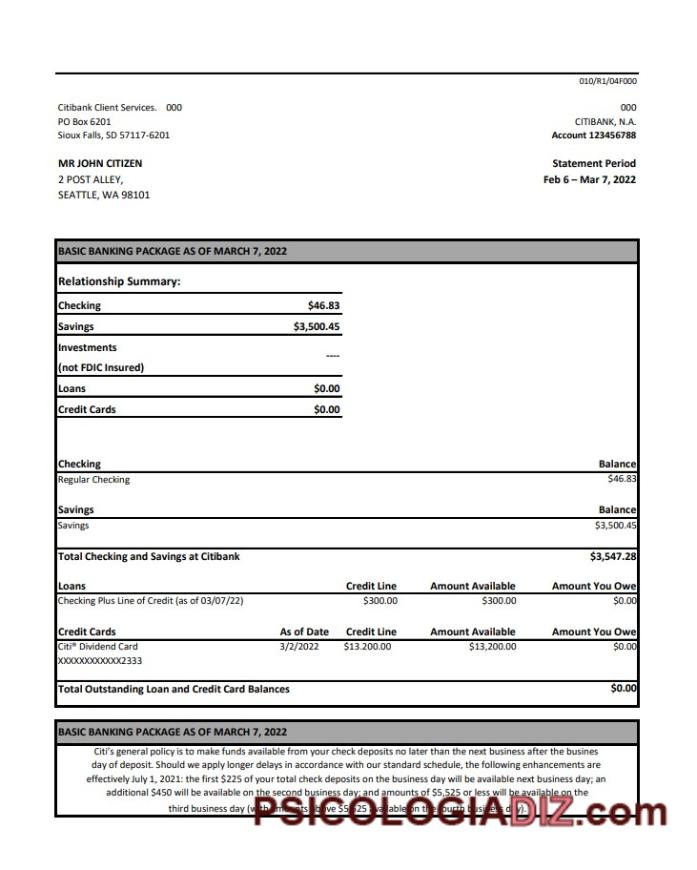 010/R1/04F000
Citibank Client Services. 000
000
PO Box 6201
CITIBANK, N.A.
Sioux Falls, SD 57117-6201
Account 123456788
MR JOHN CITIZEN
Statement Period
2 POST ALLEY,
Feb 6 – Mar 7, 2022
SEATTLE, WA 98101
BASIC BANKING PACKAGE AS OF MARCH 7, 2022
Relationship Summary:
Checking $46.83
Savings $3,500.45
Investments
----
(not FDIC Insured)
Loans $0.00
Credit Cards $0.00
Checking Balance
Regular Checking $46.83
Savings Balance
Savings $3,500.45
Total Checking and Savings at Citibank $3,547.28
Loans Credit Line Amount Available Amount You Owe
Checking Plus Line of Credit (as of 03/07/22) $300.00 $300.00 $0.00
Credit Cards As of Date Credit Line Amount Available Amount You Owe
Citi® Dividend Card 3/2/2022 $13.200.00 $13,200.00 $0.00
XXXXXXXXXXXX2333
Total Outstanding Loan and Credit Card Balances $0.00
BASIC BANKING PACKAGE AS OF MARCH 7, 2022
Citi's general policy is to make funds available from your check deposits no later than the next business after the busines
day of deposit. Should we apply longer delays in accordance with our standard schedule, the following enhancements are
effectively July 1, 2021: the first $225 of your total check deposits on the business day will be available next business day; an
additional $450 will be available on the second business day; and amounts of $5,525 or less will be available on the
third business day (with amounts above $5,525 available on the fourth business day).
PSICOLOGIADIZ.com